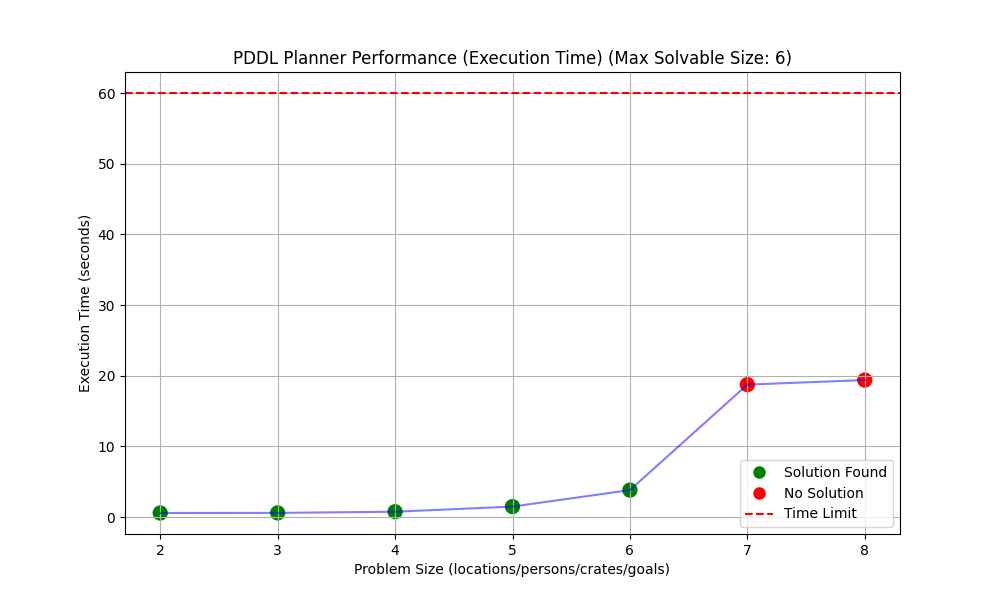 PDDL Planner Performance (Execution Time) (Max Solvable Size: 6)
Execution Time (seconds)
60
50
40
30
20
10
0
2 3 4 5 6 7 8
Problem Size (locations/persons/crates/goals)
Solution Found
No Solution
Time Limit